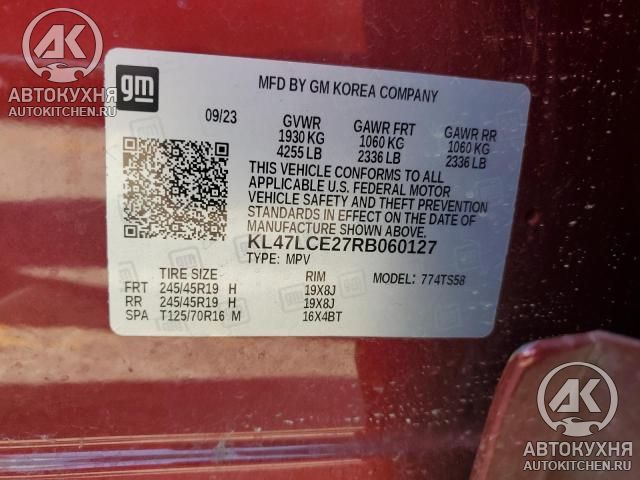 AK
АВТОКУХНЯ
AUTOKITCHEN.RU
gm
MFD BY GM KOREA COMPANY
09/23
GVWR GAWR FRT GAWR RR
1930 KG 1060 KG 1060 KG
4255 LB 2336 LB 2336 LB
THIS VEHICLE CONFORMS TO ALL
APPLICABLE U.S. FEDERAL MOTOR
VEHICLE SAFETY AND THEFT PREVENTION
STANDARDS IN EFFECT ON THE DATE OF
MANUFACTURE SHOWN ABOVE.
KL47LCE27RB060127
TYPE: MPV
TIRE SIZE RIM MODEL: 774TS58
FRT 245/45R19 H 19X8J
RR 245/45R19 H 19X8J
SPA T125/70R16 M 16X4BT
AK
АВТОКУХНЯ
AUTOKITCHEN.RU